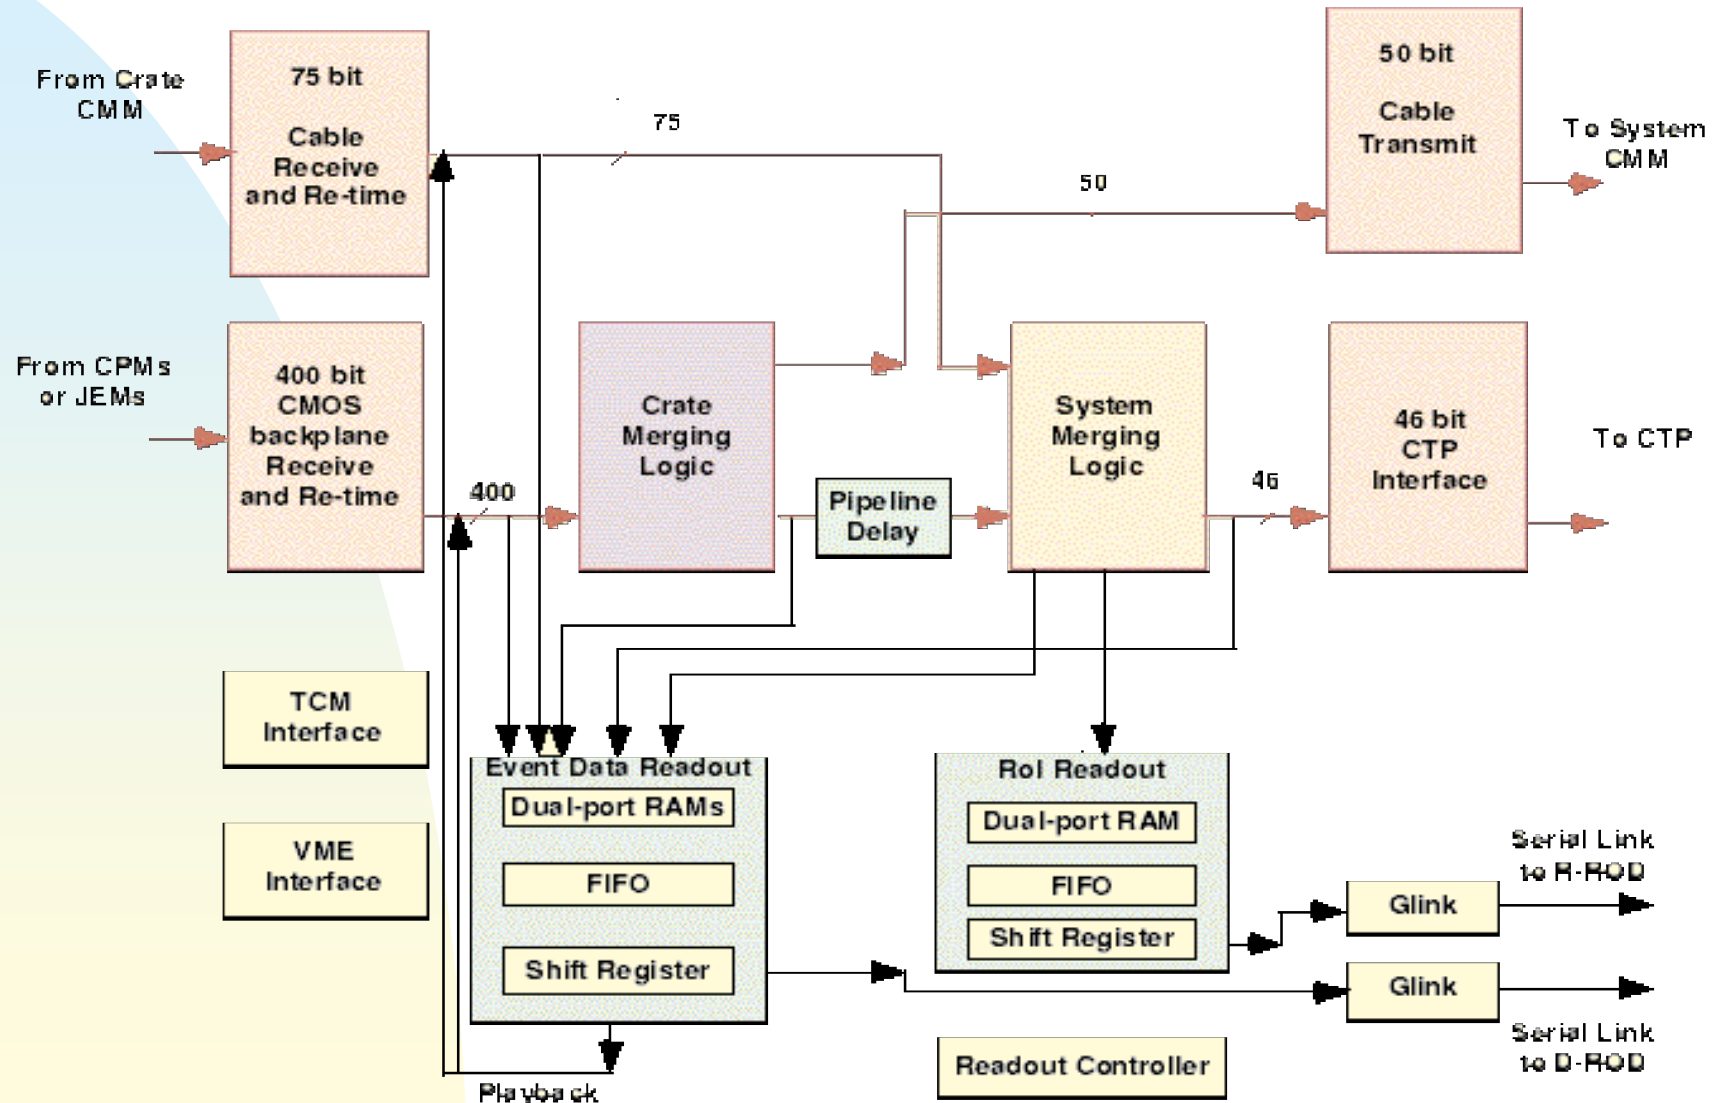 From Crate
CMM
75 bit
Cable
Receive
and Re-time
75
50
50 bit
Cable
Transmit
To System
CMM
From CPMs
or JEMs
400 bit
CMOS
backplane
Receive
and Re-time
400
Crate
Merging
Logic
Pipeline
Delay
System
Merging
Logic
46
46 bit
CTP
Interface
To CTP
TCM
Interface
VME
Interface
Event Data Readout
Dual-port RAMs
FIFO
Shift Register
Playback
RoI Readout
Dual-port RAM
FIFO
Shift Register
Readout Controller
Serial Link
to R-ROD
Glink
Glink
Serial Link
to D-ROD